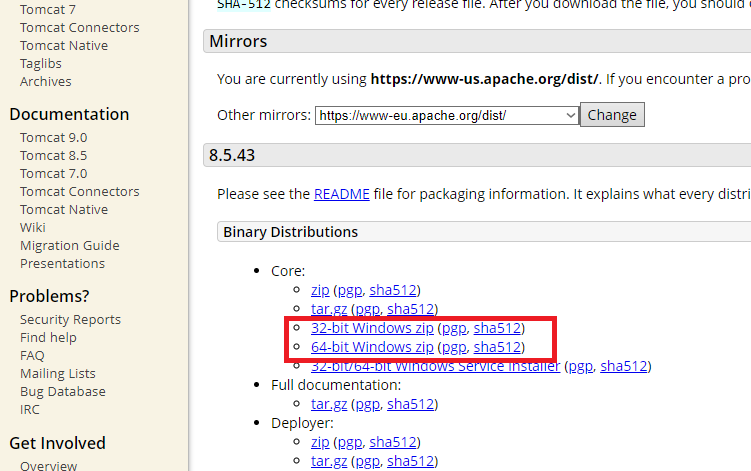 Tomcat 7
Tomcat Connectors
Tomcat Native
Taglibs
Archives
Documentation
Tomcat 9.0
Tomcat 8.5
Tomcat 7.0
Tomcat Connectors
Tomcat Native
Wiki
Migration Guide
Presentations
Problems?
Security Reports
Find help
FAQ
Mailing Lists
Bug Database
IRC
Get Involved
Overview
SHA-512 checksums for every release file. After you download the file, you should
Mirrors
You are currently using https://www-us.apache.org/dist/. If you encounter a pro
Other mirrors: https://www-eu.apache.org/dist/ Change
8.5.43
Please see the README file for packaging information. It explains what every distri
Binary Distributions
• Core:
◦ zip (pgp, sha512)
◦ tar.gz (pgp, sha512)
◦ 32-bit Windows zip (pgp, sha512)
◦ 64-bit Windows zip (pgp, sha512)
◦ 32-bit/64-bit Windows Service Installer (pgp, sha512)
• Full documentation:
◦ tar.gz (pgp, sha512)
• Deployer:
◦ zip (pgp, sha512)
◦ tar.gz (pgp, sha512)